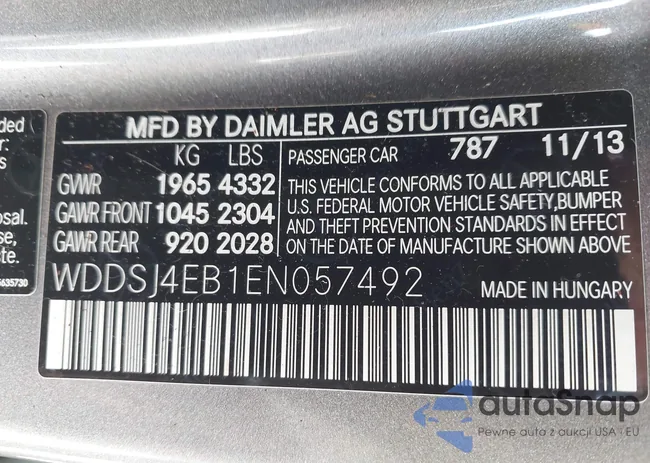 MFD BY DAIMLER AG STUTTGART
KG LBS
GVWR 1965 4332
GAWR FRONT 1045 2304
GAWR REAR 920 2028
PASSENGER CAR 787 11/13
THIS VEHICLE CONFORMS TO ALL APPLICABLE
U.S. FEDERAL MOTOR VEHICLE SAFETY,BUMPER
AND THEFT PREVENTION STANDARDS IN EFFECT
ON THE DATE OF MANUFACTURE SHOWN ABOVE
WDDSJ4EB1EN057492
MADE IN HUNGARY
autoSnap
Pewne auta z aukcji USA i EU